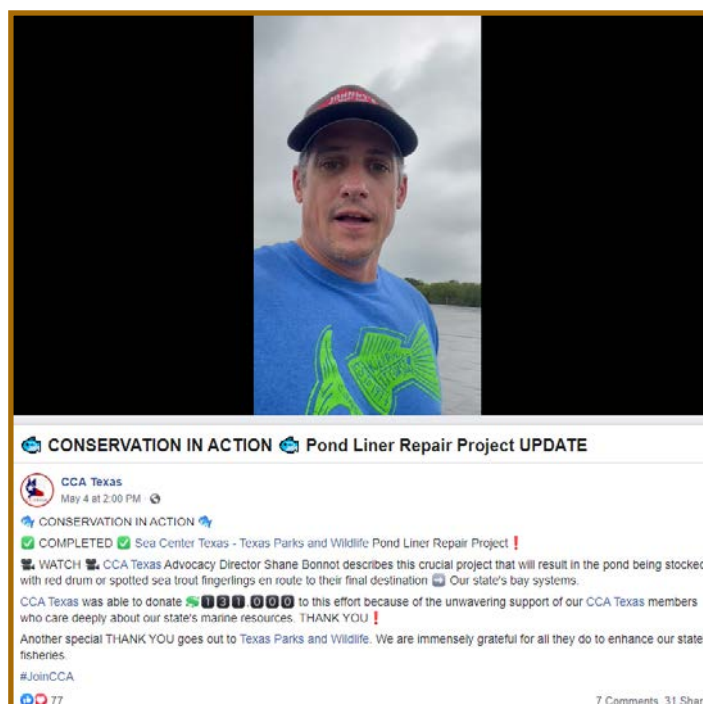 🐟 CONSERVATION IN ACTION 🐟 Pond Liner Repair Project UPDATE
CCA Texas
May 4 at 2:00 PM ·
🐟 CONSERVATION IN ACTION 🐟
✅ COMPLETED ✅ Sea Center Texas - Texas Parks and Wildlife Pond Liner Repair Project ❗
🎥 WATCH 🎥 CCA Texas Advocacy Director Shane Bonnot describes this crucial project that will result in the pond being stocked
with red drum or spotted sea trout fingerlings en route to their final destination ➡️ Our state's bay systems.
CCA Texas was able to donate 💲131,000 to this effort because of the unwavering support of our CCA Texas members
who care deeply about our state's marine resources. THANK YOU ❗
Another special THANK YOU goes out to Texas Parks and Wildlife. We are immensely grateful for all they do to enhance our state
fisheries.
#JoinCCA
77
7 Comments 31 Shar